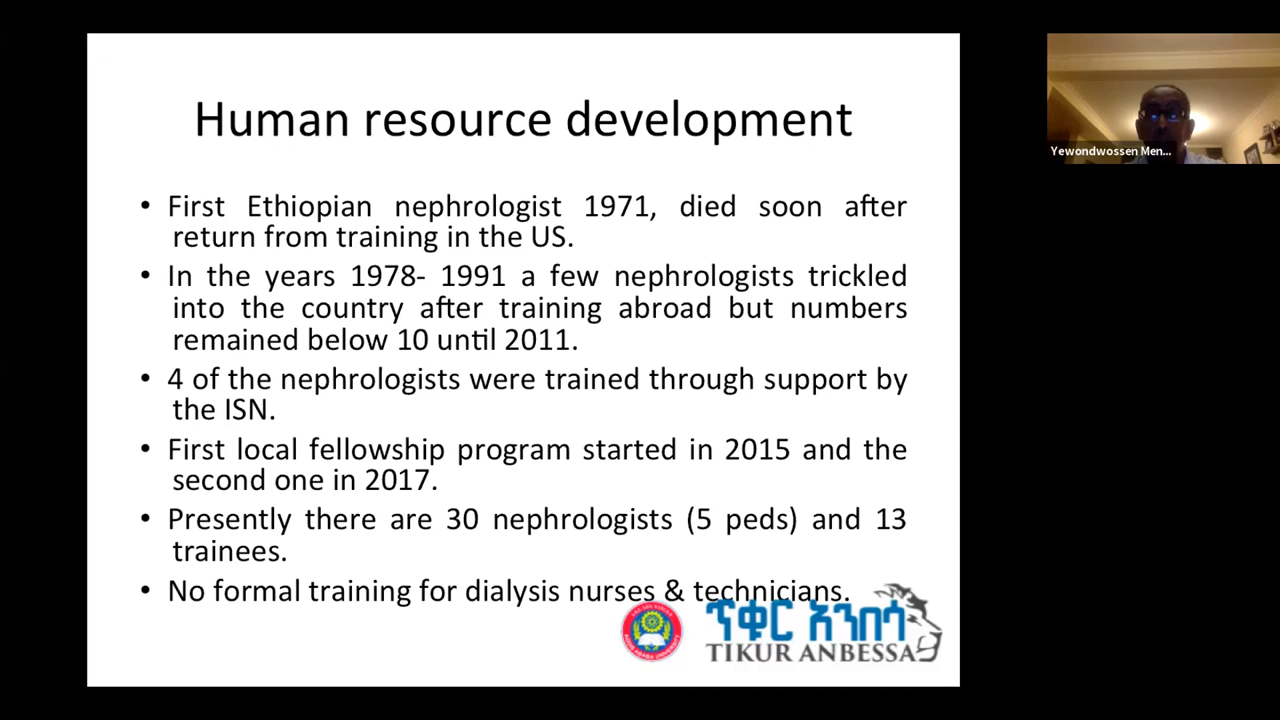 Human resource development
• First Ethiopian nephrologist 1971, died soon after
return from training in the US.
• In the years 1978- 1991 a few nephrologists trickled
into the country after training abroad but numbers
remained below 10 until 2011.
• 4 of the nephrologists were trained through support by
the ISN.
• First local fellowship program started in 2015 and the
second one in 2017.
• Presently there are 30 nephrologists (5 peds) and 13
trainees.
• No formal training for dialysis nurses & technicians.
ጥቁር አንበሳ
TIKUR ANBESSA
ADDIS ABABA UNIVERSITY
Yewondwossen Men...